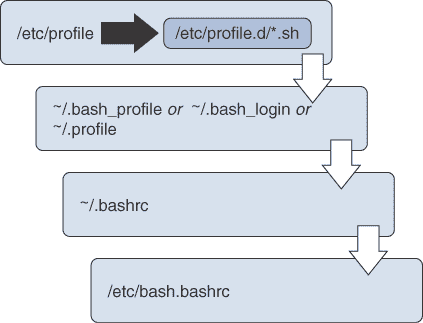 /etc/profile /etc/profile.d/*.sh
~/.bash_profile or ~/.bash_login or
~/.profile
~/.bashrc
/etc/bash.bashrc